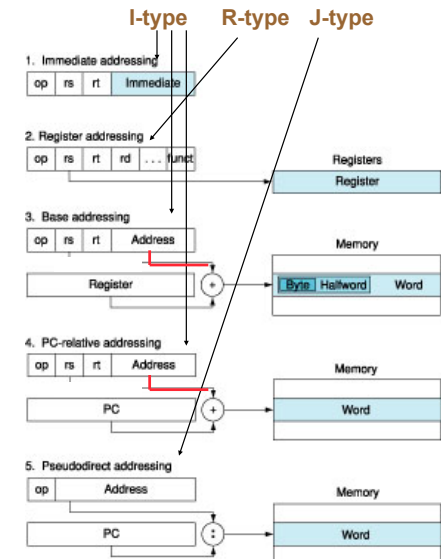 I-type R-type J-type
1. Immediate addressing
op rs rt Immediate
2. Register addressing
op rs rt rd ... funct
Registers
Register
3. Base addressing
op rs rt Address
Memory
Register + Byte Halfword Word
4. PC-relative addressing
op rs rt Address
Memory
PC + Word
5. Pseudodirect addressing
op Address
Memory
PC : Word